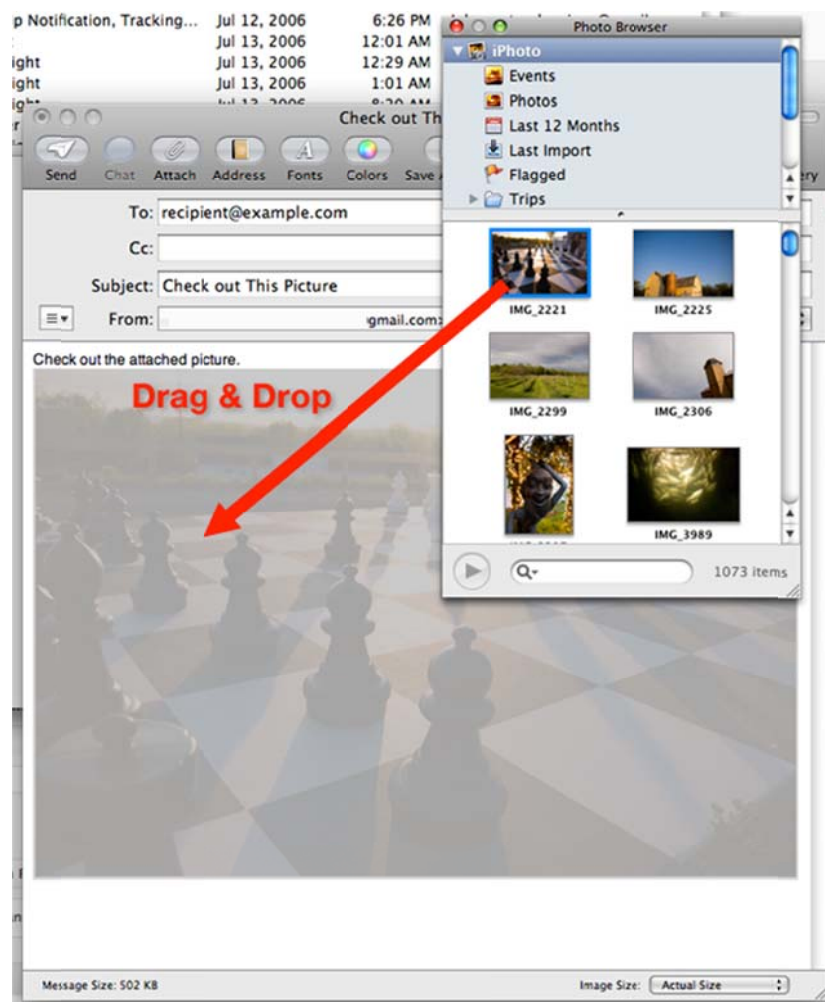 p Notification, Tracking... Jul 12, 2006 6:26 PM
Jul 13, 2006 12:01 AM
ight Jul 13, 2006 12:29 AM
ight Jul 13, 2006 1:01 AM
Photo Browser
iPhoto
Events
Photos
Last 12 Months
Last Import
Flagged
Trips
Check out Th
Send Chat Attach Address Fonts Colors Save
To: recipient@example.com
Cc:
Subject: Check out This Picture
From: gmail.com
IMG_2221 IMG_2225
IMG_2299 IMG_2306
IMG_3989
1073 items
Check out the attached picture.
Drag & Drop
Message Size: 502 KB
Image Size: Actual Size